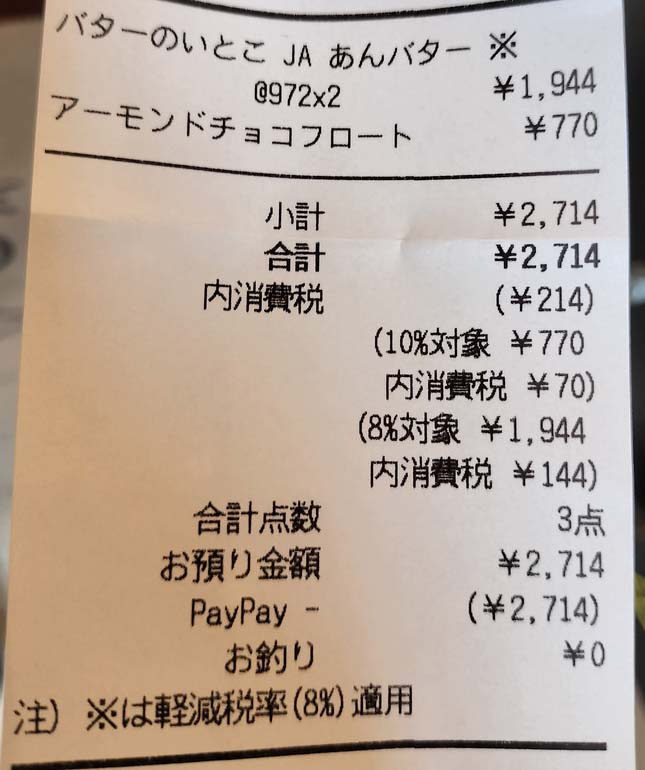 バターのいとこ JA あんバター ※
@972x2 ¥1,944
アーモンドチョコフロート ¥770
小計 ¥2,714
合計 ¥2,714
内消費税 (¥214)
(10%対象 ¥770
内消費税 ¥70)
(8%対象 ¥1,944
内消費税 ¥144)
合計点数 3点
お預り金額 ¥2,714
PayPay - (¥2,714)
お釣り ¥0
注) ※は軽減税率(8%)適用